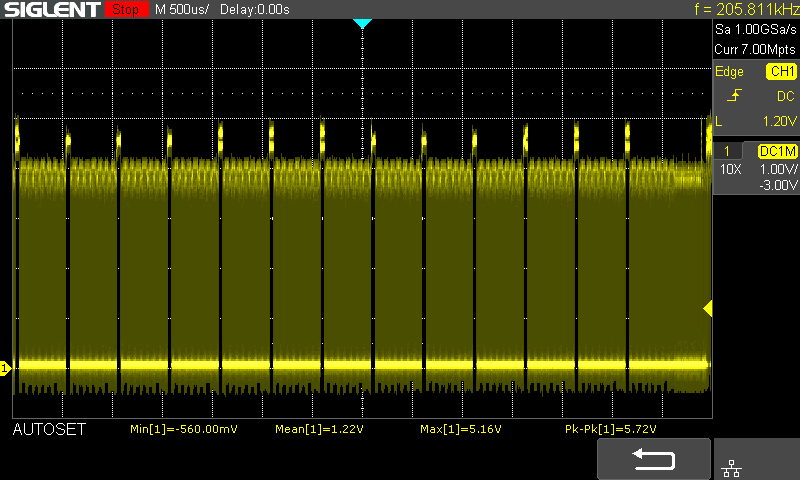 SIGLENT Stop M 500us/ Delay:0.00s f = 205.811kHz
Sa 1.00GSa/s
Curr 7.00Mpts
Edge CH1
DC
L 1.20V
1 DC1M
10X 1.00V/
-3.00V
1
AUTOSET Min[1]=-560.00mV Mean[1]=1.22V Max[1]=5.16V Pk-Pk[1]=5.72V